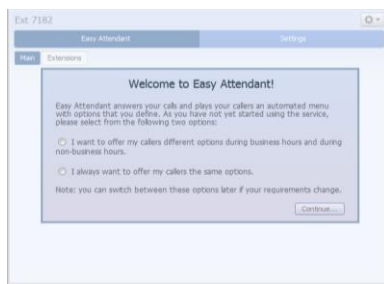 Ext 7182
Easy Attendant
Settings
Main
Extensions
Welcome to Easy Attendant!
Easy Attendant answers your calls and plays your callers an automated menu
with options that you define. As you have not yet started using the service,
please select from the following two options:
I want to offer my callers different options during business hours and during
non-business hours.
I always want to offer my callers the same options.
Note: you can switch between these options later if your requirements change.
Continue...